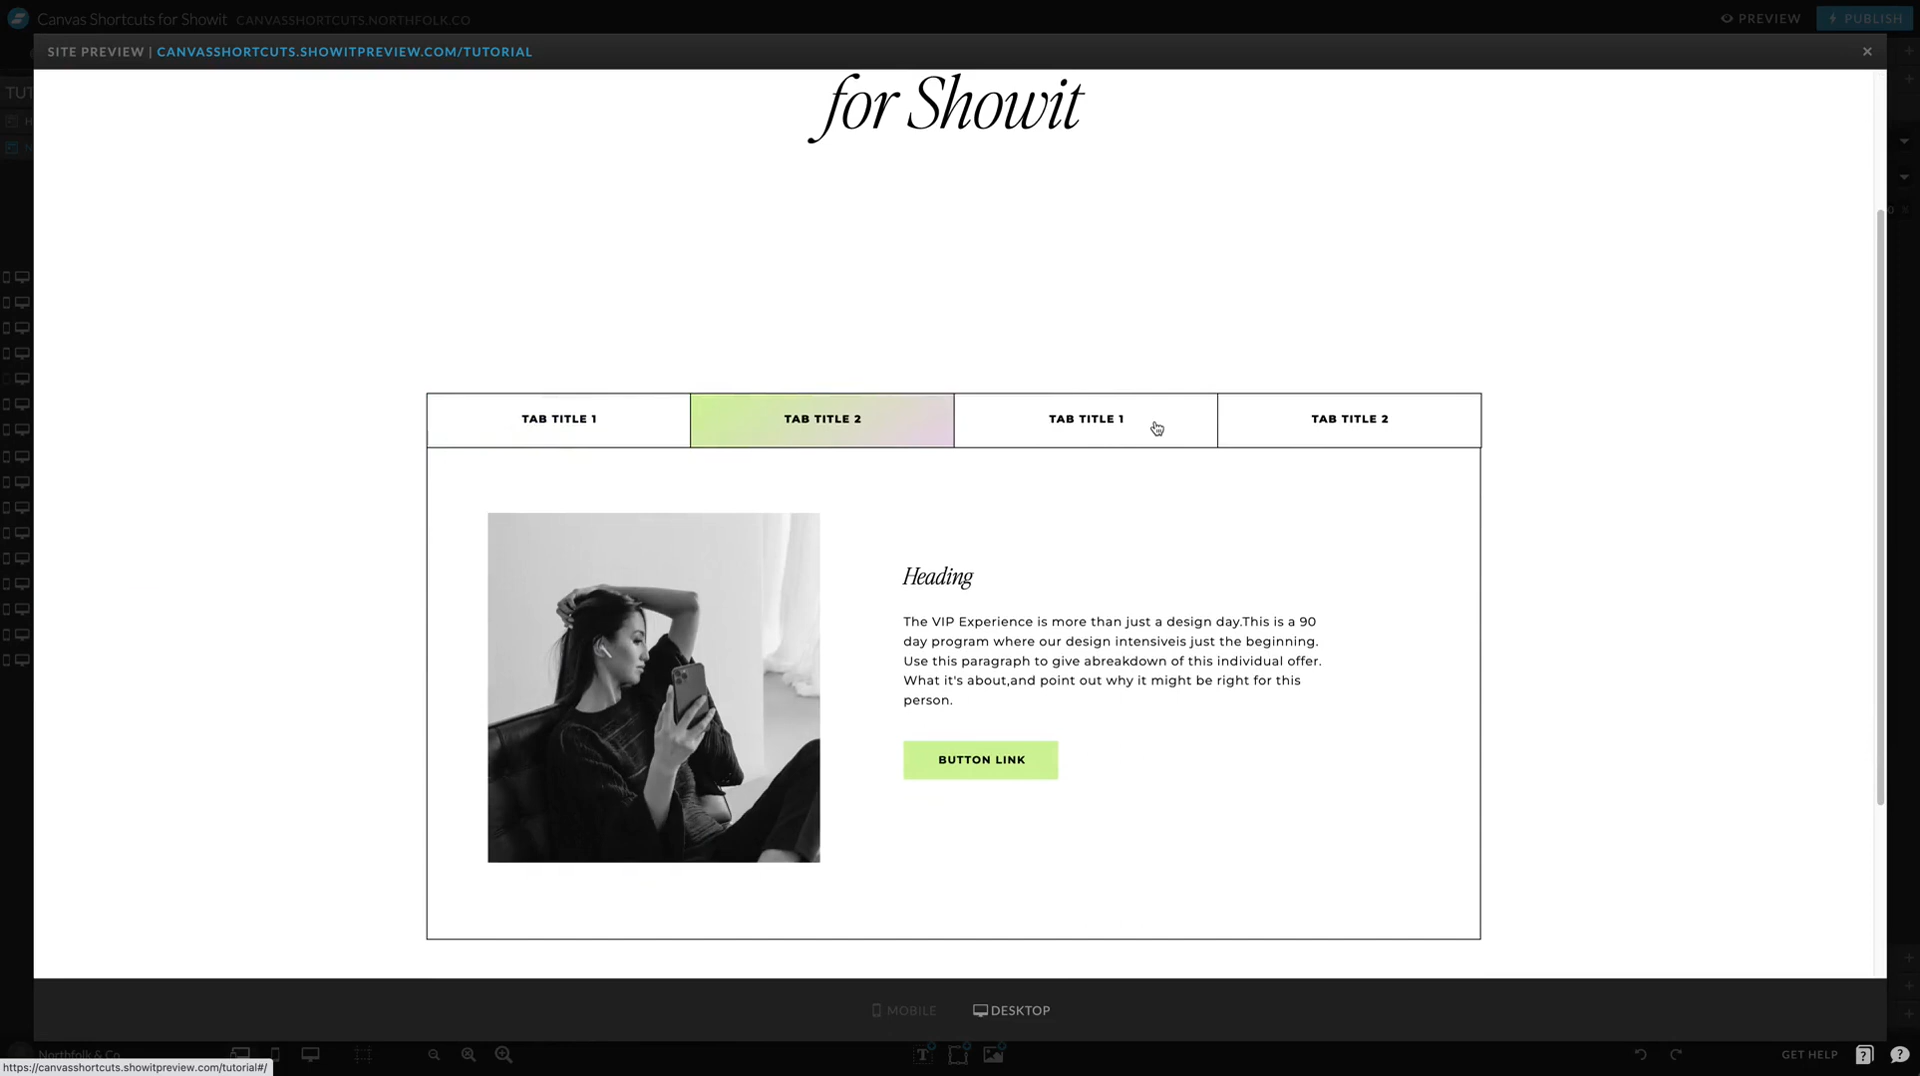 Canvas Shortcuts for Showit CANVASSHORTCUTS.NORTHFOLK.CO
PREVIEW
PUBLISH
SITE PREVIEW | CANVASSHORTCUTS.SHOWITPREVIEW.COM/TUTORIAL
for Showit
TAB TITLE 1
TAB TITLE 2
TAB TITLE 1
TAB TITLE 2
Heading
The VIP Experience is more than just a design day.This is a 90
day program where our design intensiveis just the beginning.
Use this paragraph to give abreakdown of this individual offer.
What it's about,and point out why it might be right for this
person.
BUTTON LINK
MOBILE
DESKTOP
Northfolk & Co
GET HELP
https://canvasshortcuts.showitpreview.com/tutorial#/